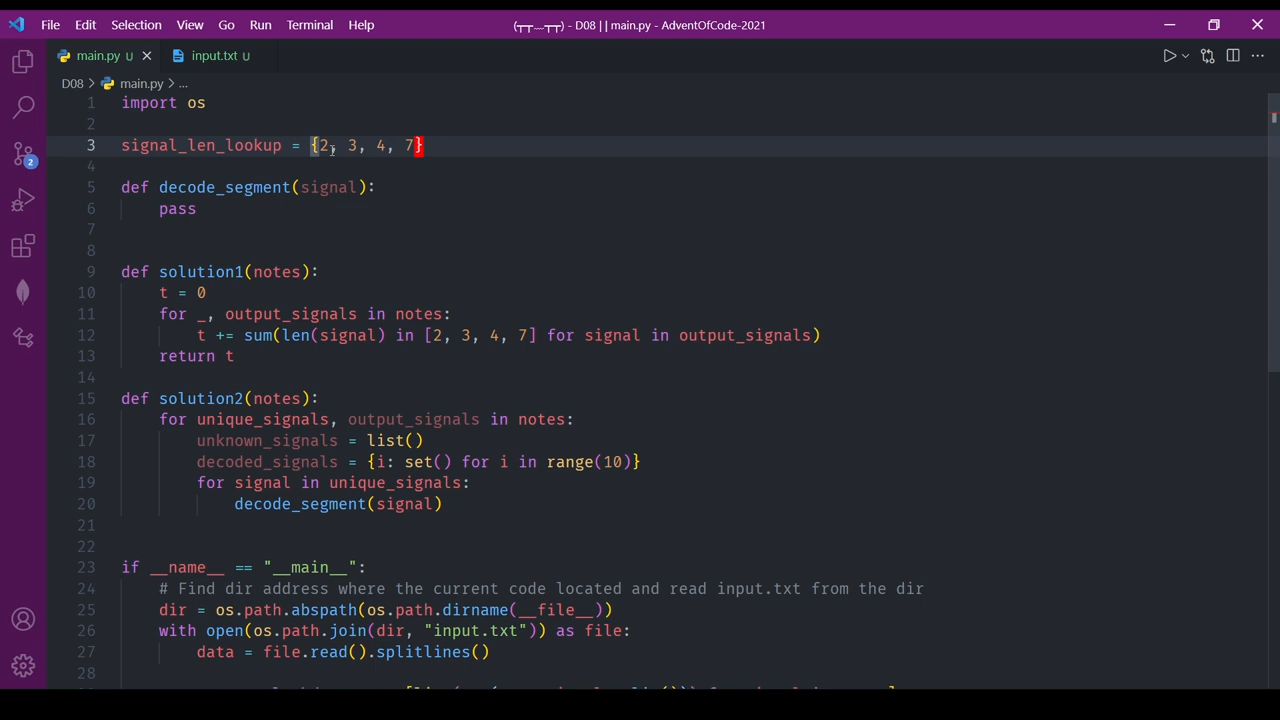 File Edit Selection View Go Run Terminal Help (┬┬﹏┬┬) - D08 | | main.py - AdventOfCode-2021
main.py U input.txt U
D08 > main.py > ...
1 import os
2
3 signal_len_lookup = {2, 3, 4, 7}
4
5 def decode_segment(signal):
6 pass
7
8
9 def solution1(notes):
10 t = 0
11 for _, output_signals in notes:
12 t += sum(len(signal) in [2, 3, 4, 7] for signal in output_signals)
13 return t
14
15 def solution2(notes):
16 for unique_signals, output_signals in notes:
17 unknown_signals = list()
18 decoded_signals = {i: set() for i in range(10)}
19 for signal in unique_signals:
20 decode_segment(signal)
21
22
23 if __name__ == "__main__":
24 # Find dir address where the current code located and read input.txt from the dir
25 dir = os.path.abspath(os.path.dirname(__file__))
26 with open(os.path.join(dir, "input.txt")) as file:
27 data = file.read().splitlines()
28
2